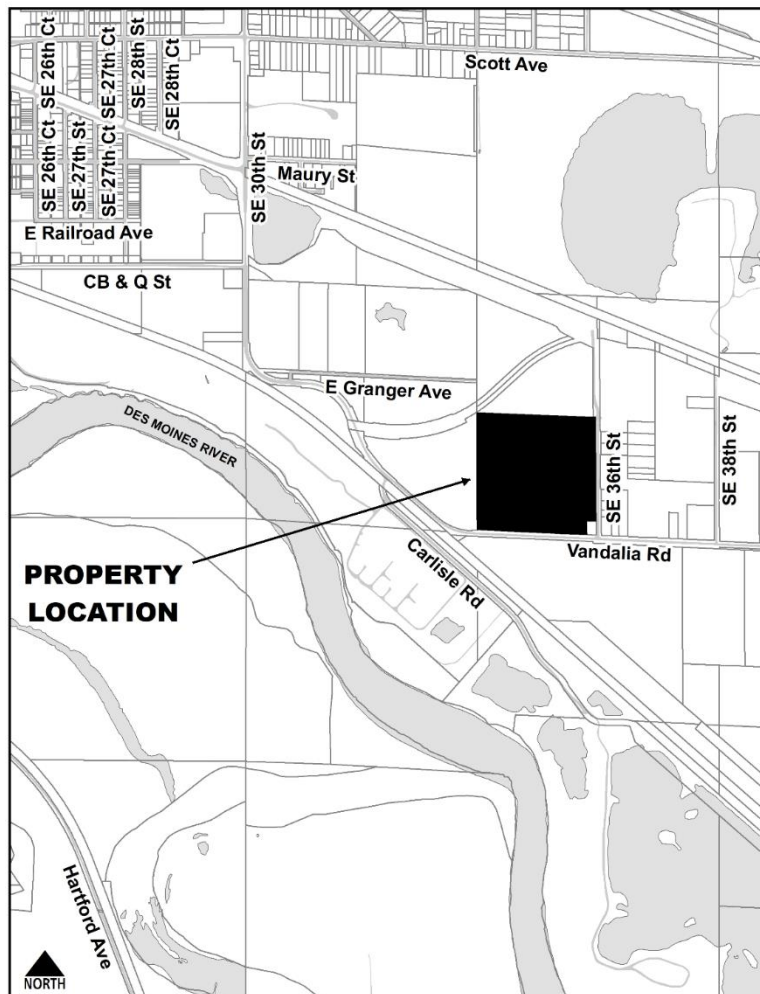 Scott Ave
SE 26th Ct
SE 27th Ct
SE 28th St
SE 28th Ct
SE 26th Ct
SE 27th St
SE 27th Ct
SE 30th St
Maury St
E Railroad Ave
CB & Q St
E Granger Ave
DES MOINES RIVER
SE 36th St
SE 38th St
PROPERTY
LOCATION
Carlisle Rd
Vandalia Rd
Hartford Ave
NORTH